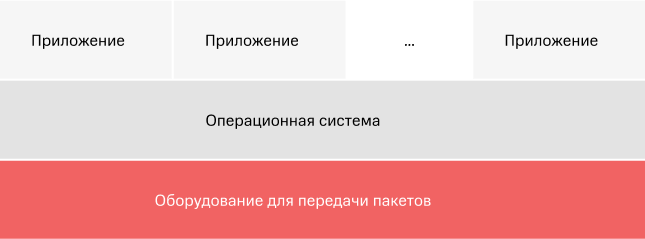 Приложение
Приложение
...
Приложение
Операционная система
Оборудование для передачи пакетов